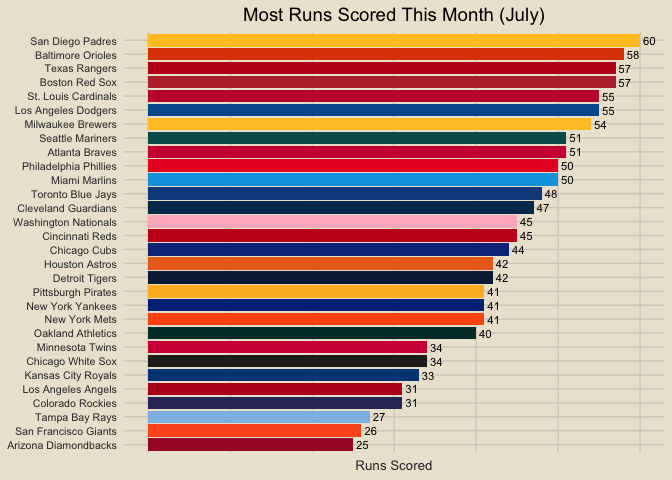 Most Runs Scored This Month (July)
San Diego Padres 60
Baltimore Orioles 58
Texas Rangers 57
Boston Red Sox 57
St. Louis Cardinals 55
Los Angeles Dodgers 55
Milwaukee Brewers 54
Seattle Mariners 51
Atlanta Braves 51
Philadelphia Phillies 50
Miami Marlins 50
Toronto Blue Jays 48
Cleveland Guardians 47
Washington Nationals 45
Cincinnati Reds 45
Chicago Cubs 44
Houston Astros 42
Detroit Tigers 42
Pittsburgh Pirates 41
New York Yankees 41
New York Mets 41
Oakland Athletics 40
Minnesota Twins 34
Chicago White Sox 34
Kansas City Royals 33
Los Angeles Angels 31
Colorado Rockies 31
Tampa Bay Rays 27
San Francisco Giants 26
Arizona Diamondbacks 25
Runs Scored